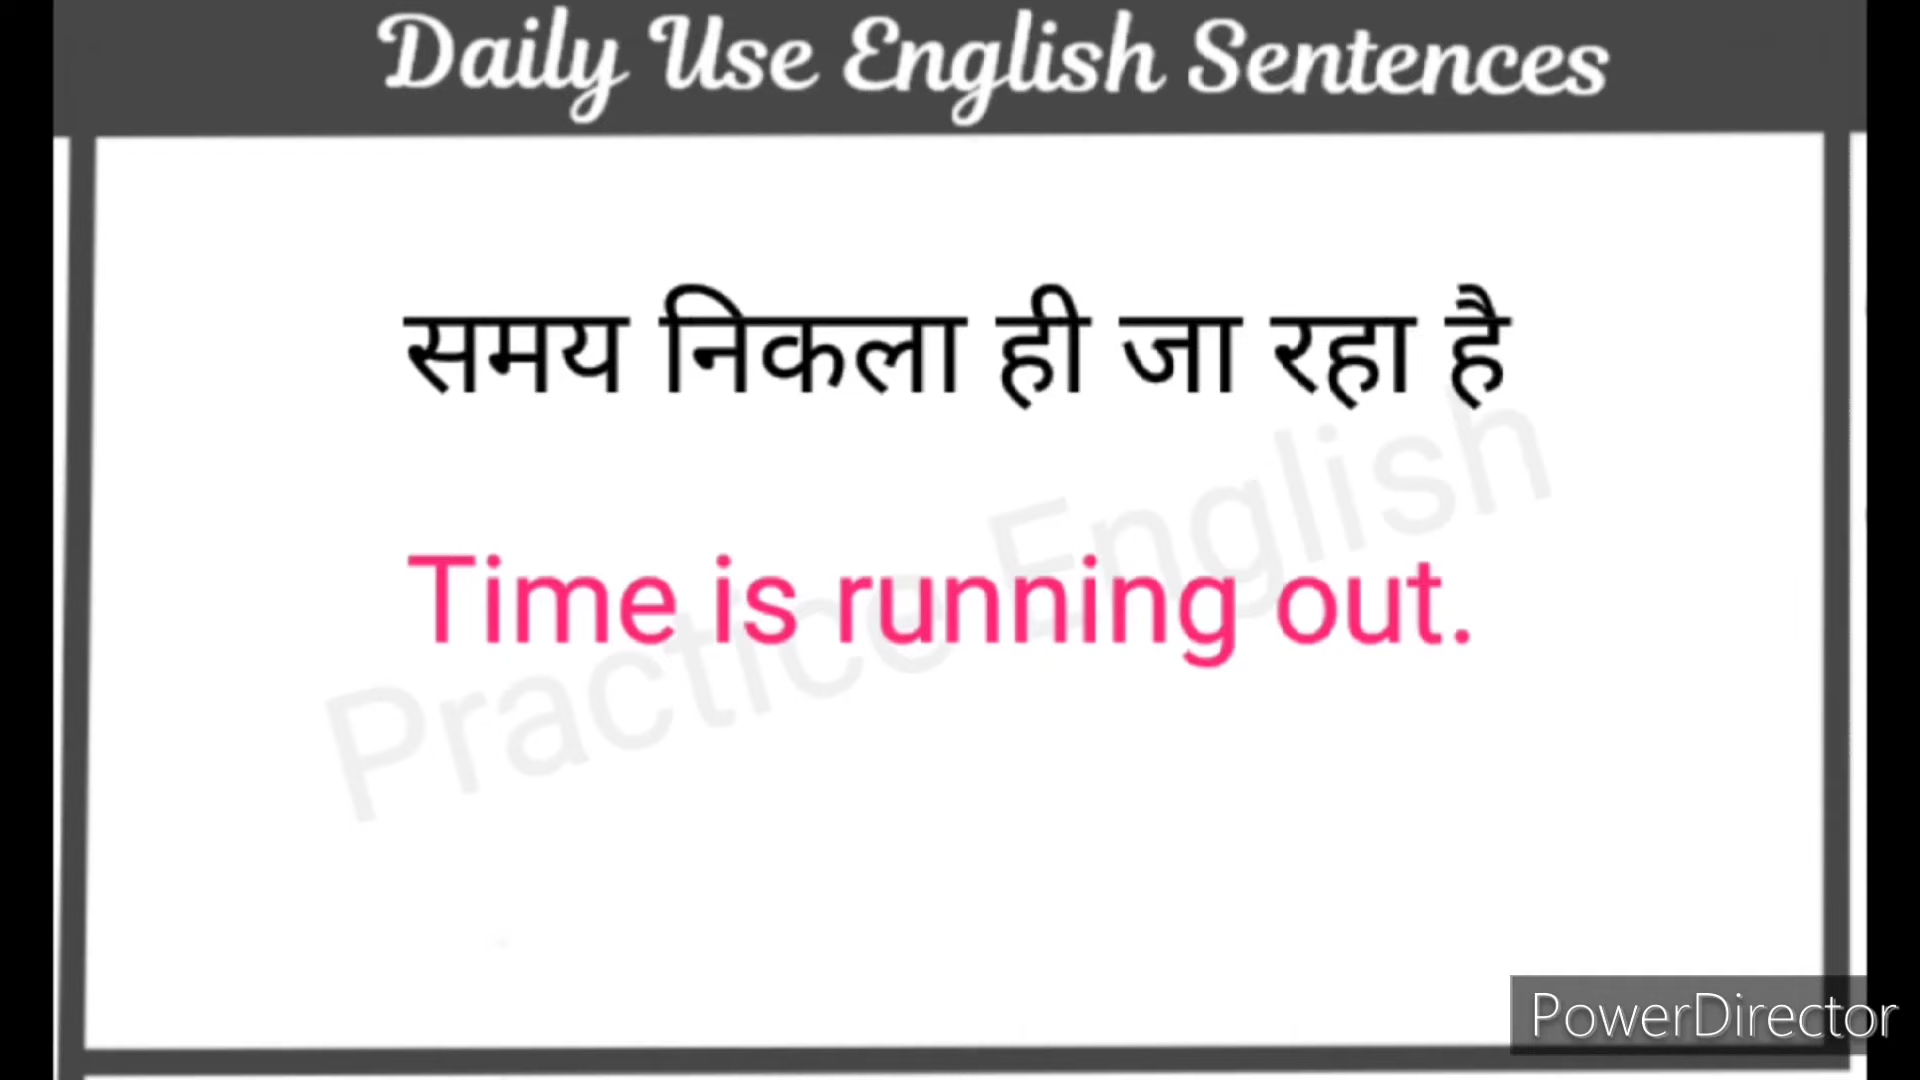 Daily Use English Sentences
समय निकला ही जा रहा है
Time is running out.
Practice English
PowerDirector